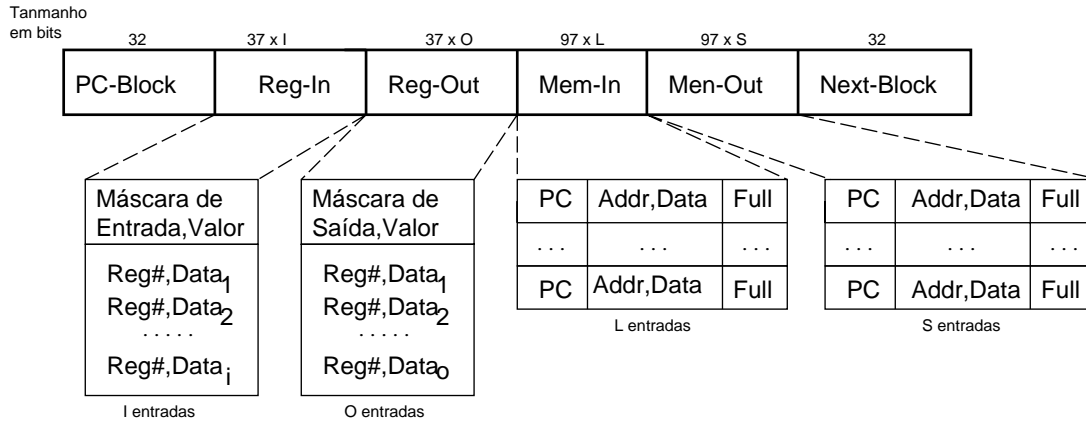 Tanmanho
em bits
32 37 x I 37 x O 97 x L 97 x S 32
PC-Block Reg-In Reg-Out Mem-In Men-Out Next-Block
Máscara de
Entrada,Valor
Reg#,Data1
Reg#,Data2
. . . . .
Reg#,Datai
I entradas
Máscara de
Saída,Valor
Reg#,Data1
Reg#,Data2
. . . . .
Reg#,Datao
O entradas
PC Addr,Data Full
. . . . . . . . .
PC Addr,Data Full
L entradas
PC Addr,Data Full
. . . . . . . . .
PC Addr,Data Full
S entradas